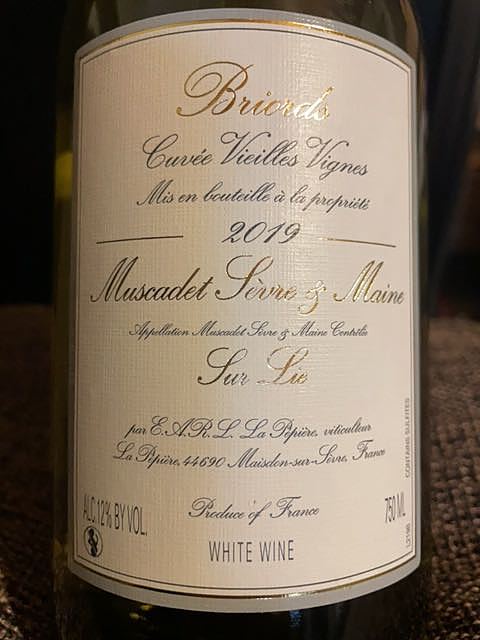 Briords
Cuvée Vieilles Vignes
Mis en bouteille à la propriété
2019
Muscadet Sèvre & Maine
Appellation Muscadet Sèvre & Maine Contrôlée
Sur Lie
par E.A.R.L. La Pépière, viticulteur
La Pépière, 44690 Maisdon-sur-Sèvre, France
ALC. 12% BY VOL.
Produce of France
750 ML
WHITE WINE
CONTAINS SULFITES